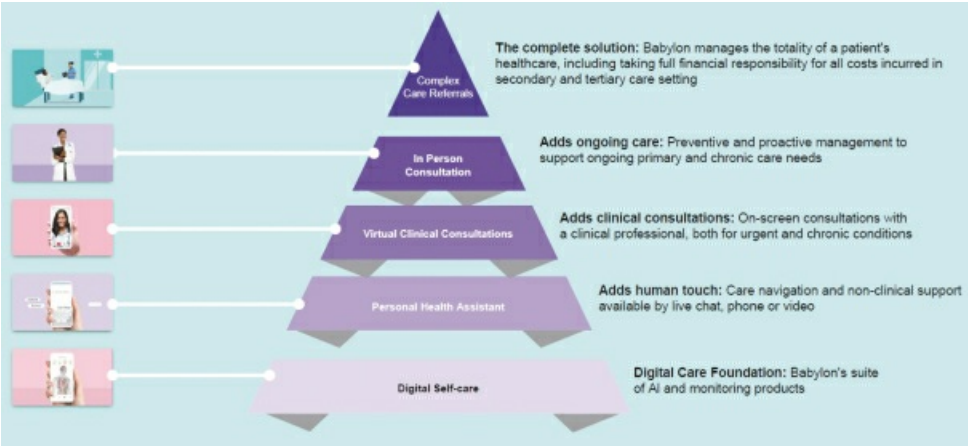 The complete solution: Babylon manages the totality of a patient's
healthcare, including taking full financial responsibility for all costs incurred in
secondary and tertiary care setting
Complex
Care Referrals
Adds ongoing care: Preventive and proactive management to
support ongoing primary and chronic care needs
In Person
Consultation
Adds clinical consultations: On-screen consultations with
a clinical professional, both for urgent and chronic conditions
Virtual Clinical Consultations
Adds human touch: Care navigation and non-clinical support
available by live chat, phone or video
Personal Health Assistant
Digital Care Foundation: Babylon's suite
of AI and monitoring products
Digital Self-care